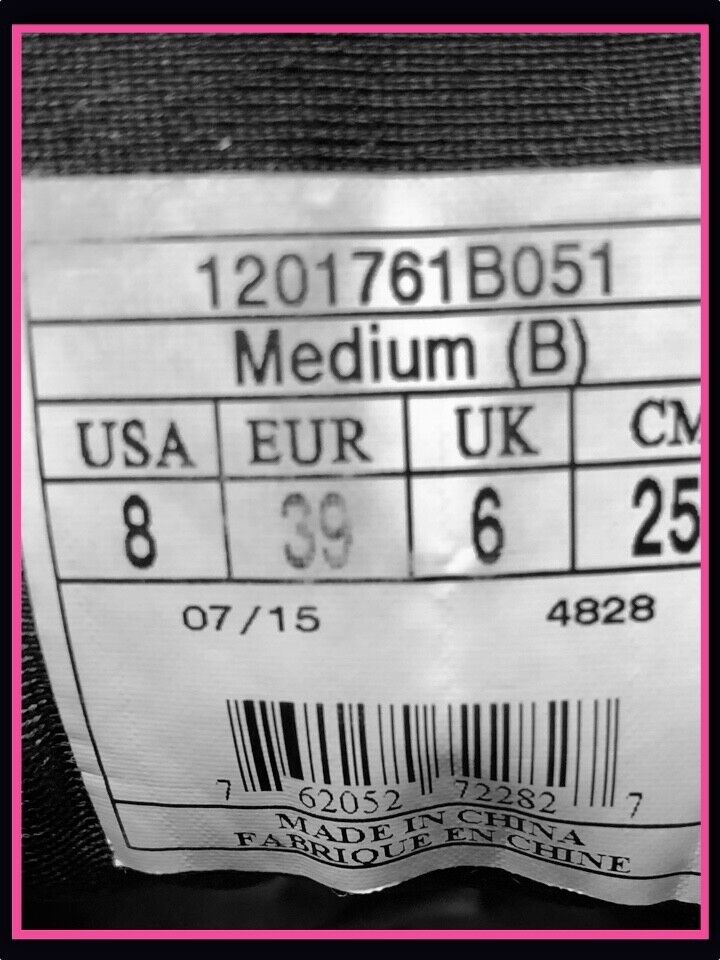 1201761B051
Medium (B)
USA EUR UK CM
8 39 6 25
07/15 4828
7 62052 72282 7
MADE IN CHINA
FABRIQUE EN CHINE